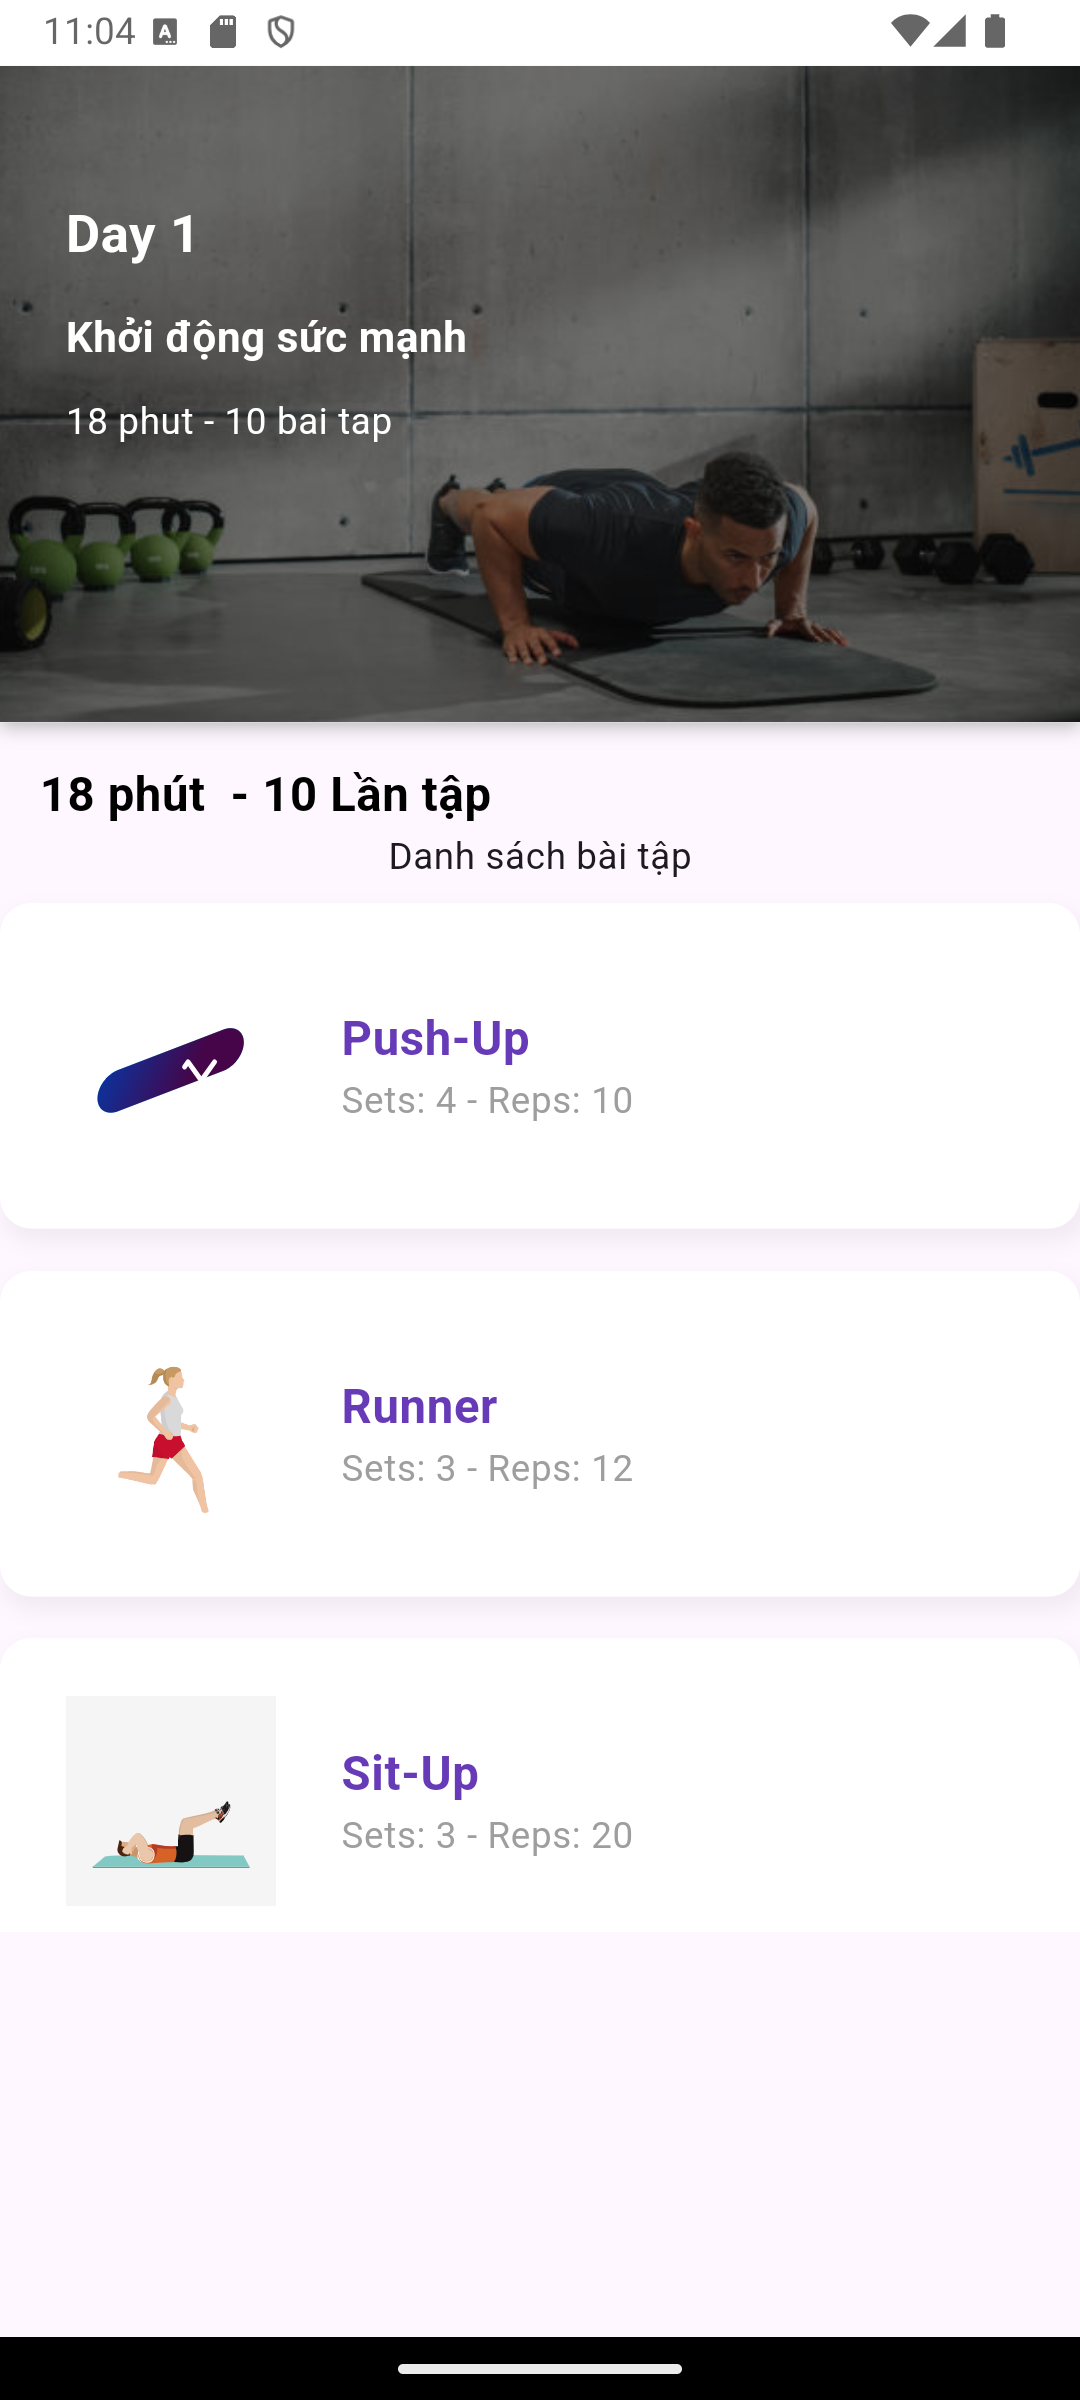 11:04
Day 1
Khởi động sức mạnh
18 phut - 10 bai tap
18 phút  - 10 Lần tập
Danh sách bài tập
Push-Up
Sets: 4 - Reps: 10
Runner
Sets: 3 - Reps: 12
Sit-Up
Sets: 3 - Reps: 20